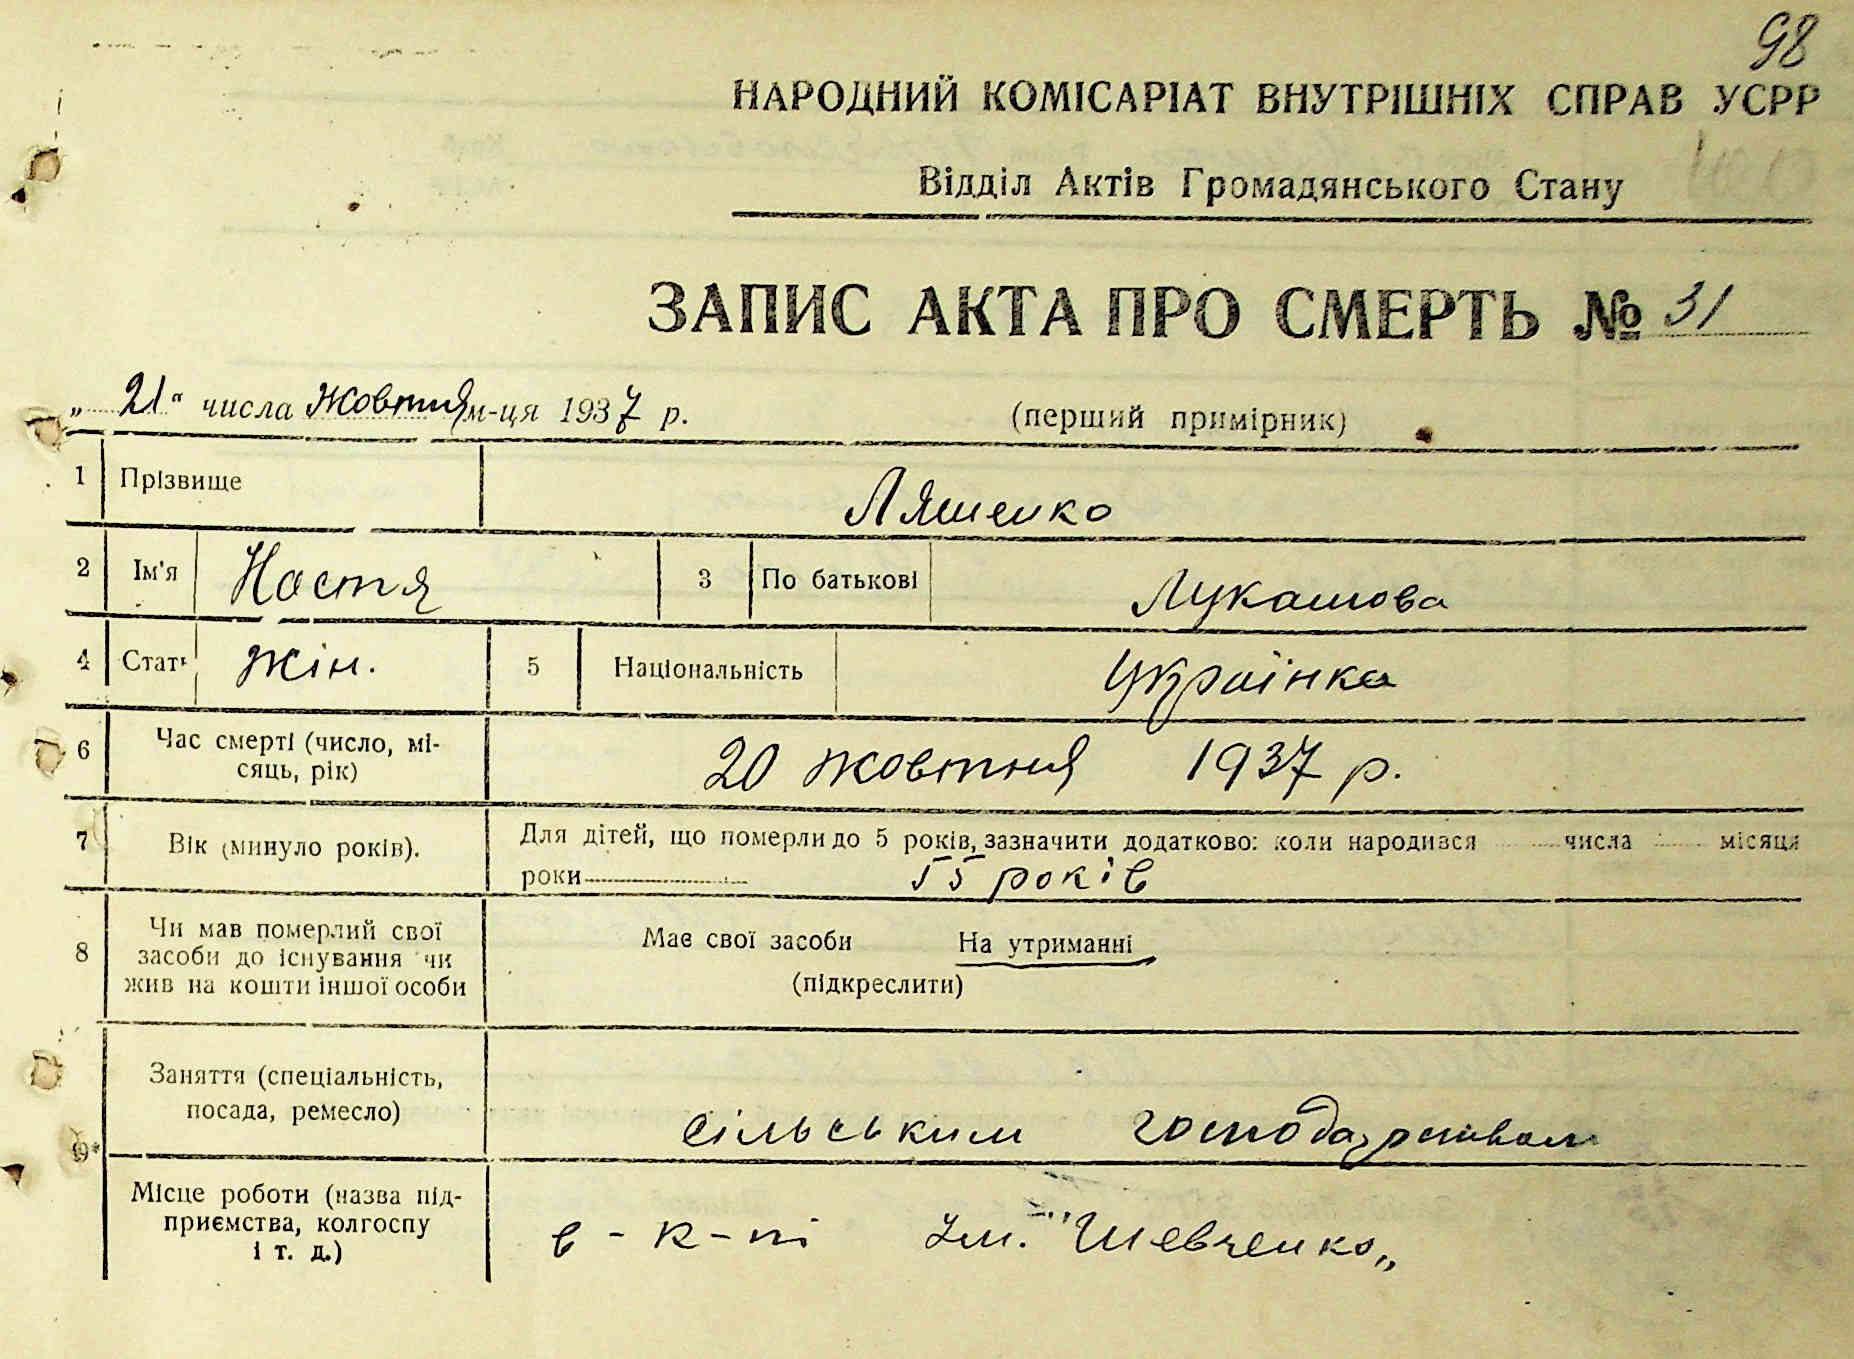 98
НАРОДНИЙ КОМІСАРІАТ ВНУТРІШНІХ СПРАВ УСРР
Відділ Актів Громадянського Стану
ЗАПИС АКТА ПРО СМЕРТЬ № 31
„ 21 “ числа Жовтня м-ця 1937 р. (перший примірник)
1 Прізвище Ляшенко
2 Ім'я Настя 3 По батькові Лукашова
4 Стать жін. 5 Національність Українка
6 Час смерті (число, мі-
сяць, рік) 20 жовтня 1937 р.
7 Вік (минуло років). Для дітей, що померли до 5 років, зазначити додатково: коли народився числа місяця
роки 55 років
8 Чи мав померлий свої
засоби до існування чи
жив на кошти іншої особи
Має свої засоби На утриманні
(підкреслити)
9 Заняття (спеціальність,
посада, ремесло) сільським господарством
Місце роботи (назва під-
приємства, колгоспу
і т. д.) в-к-пі Ім. "Шевченко„